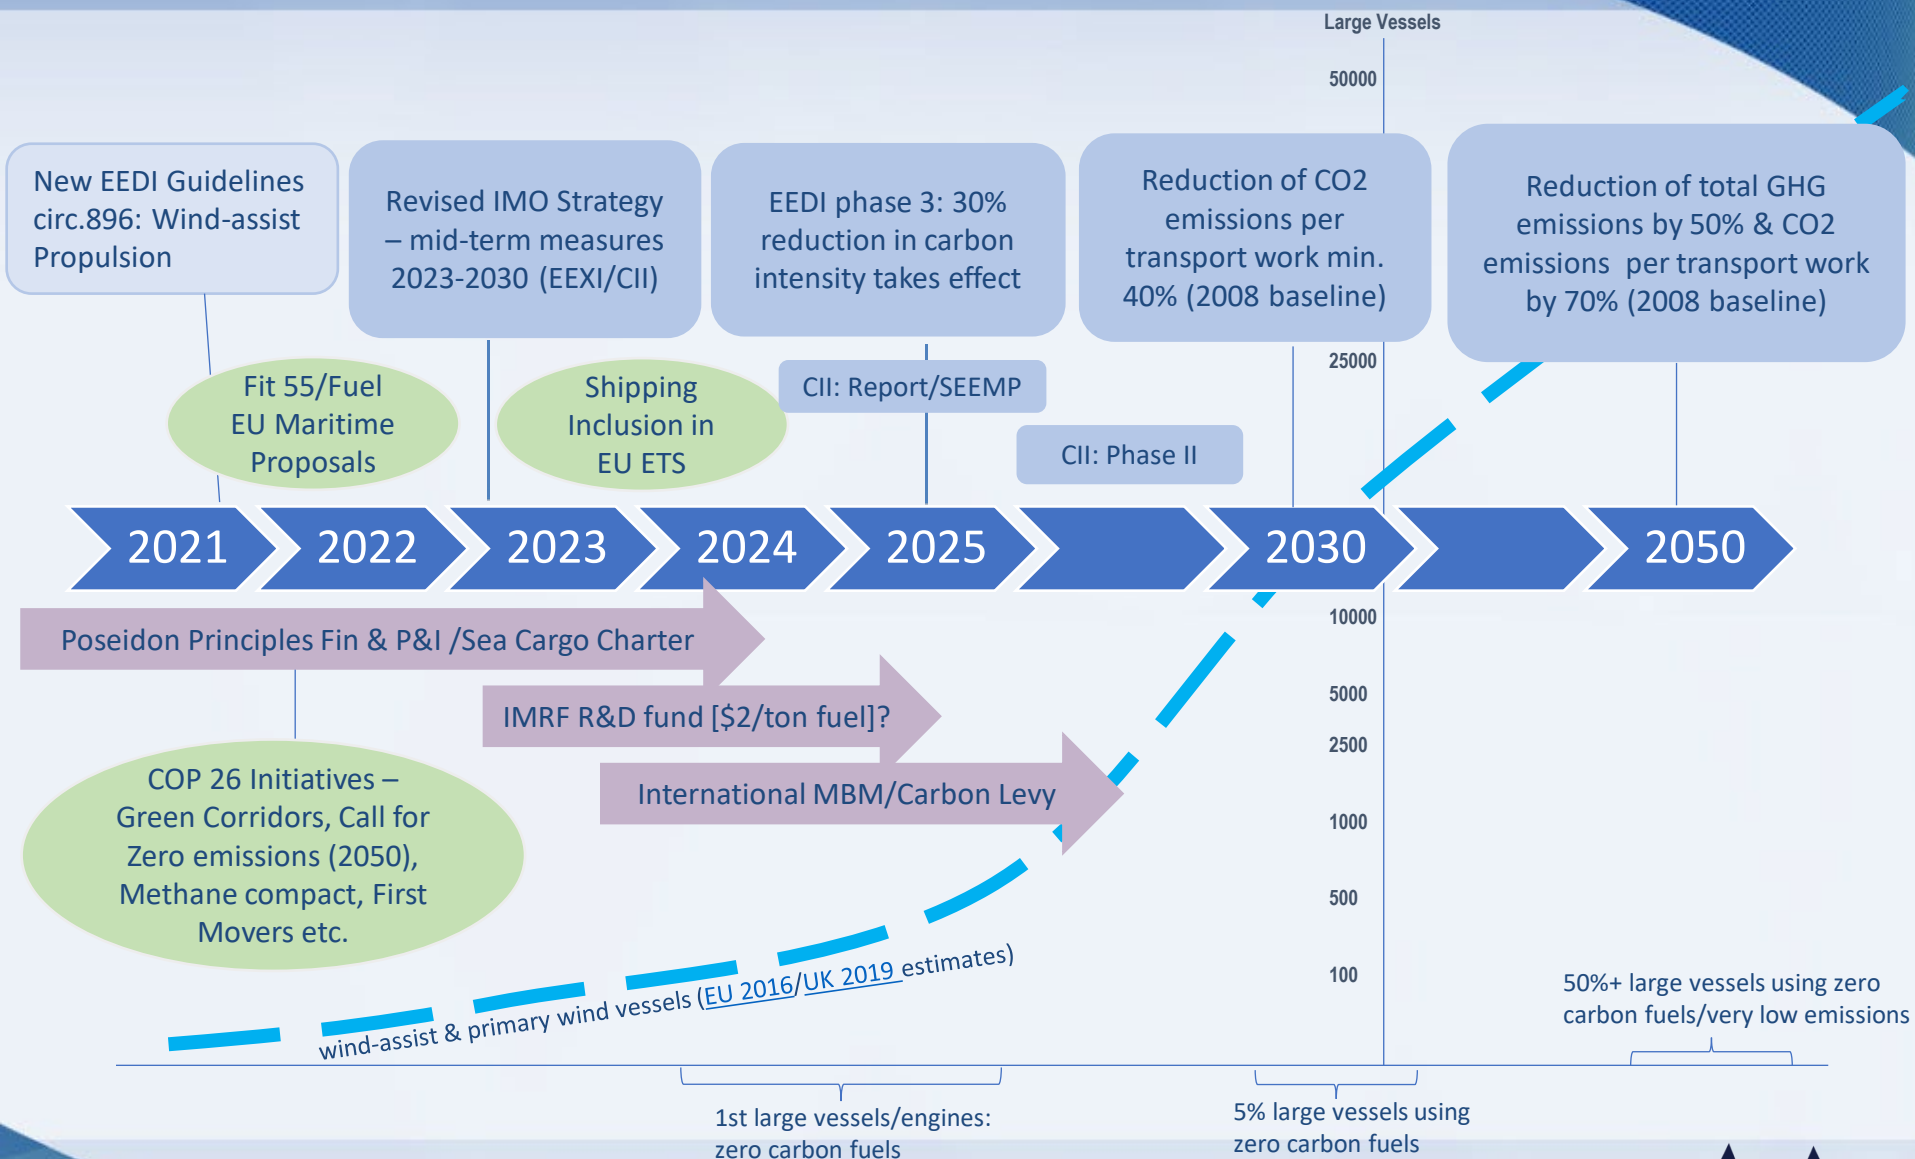 Large Vessels
50000
New EEDI Guidelines
circ.896: Wind-assist
Propulsion
Revised IMO Strategy
– mid-term measures
2023-2030 (EEXI/CII)
EEDI phase 3: 30%
reduction in carbon
intensity takes effect
Reduction of CO2
emissions per
transport work min.
40% (2008 baseline)
Reduction of total GHG
emissions by 50% & CO2
emissions per transport work
by 70% (2008 baseline)
25000
Fit 55/Fuel
EU Maritime
Proposals
Shipping
Inclusion in
EU ETS
CII: Report/SEEMP
CII: Phase II
2021
2022
2023
2024
2025
2030
2050
10000
5000
2500
1000
500
100
Poseidon Principles Fin & P&I /Sea Cargo Charter
IMRF R&D fund [$2/ton fuel]?
International MBM/Carbon Levy
COP 26 Initiatives –
Green Corridors, Call for
Zero emissions (2050),
Methane compact, First
Movers etc.
wind-assist & primary wind vessels (EU 2016/UK 2019 estimates)
50%+ large vessels using zero
carbon fuels/very low emissions
1st large vessels/engines:
zero carbon fuels
5% large vessels using
zero carbon fuels